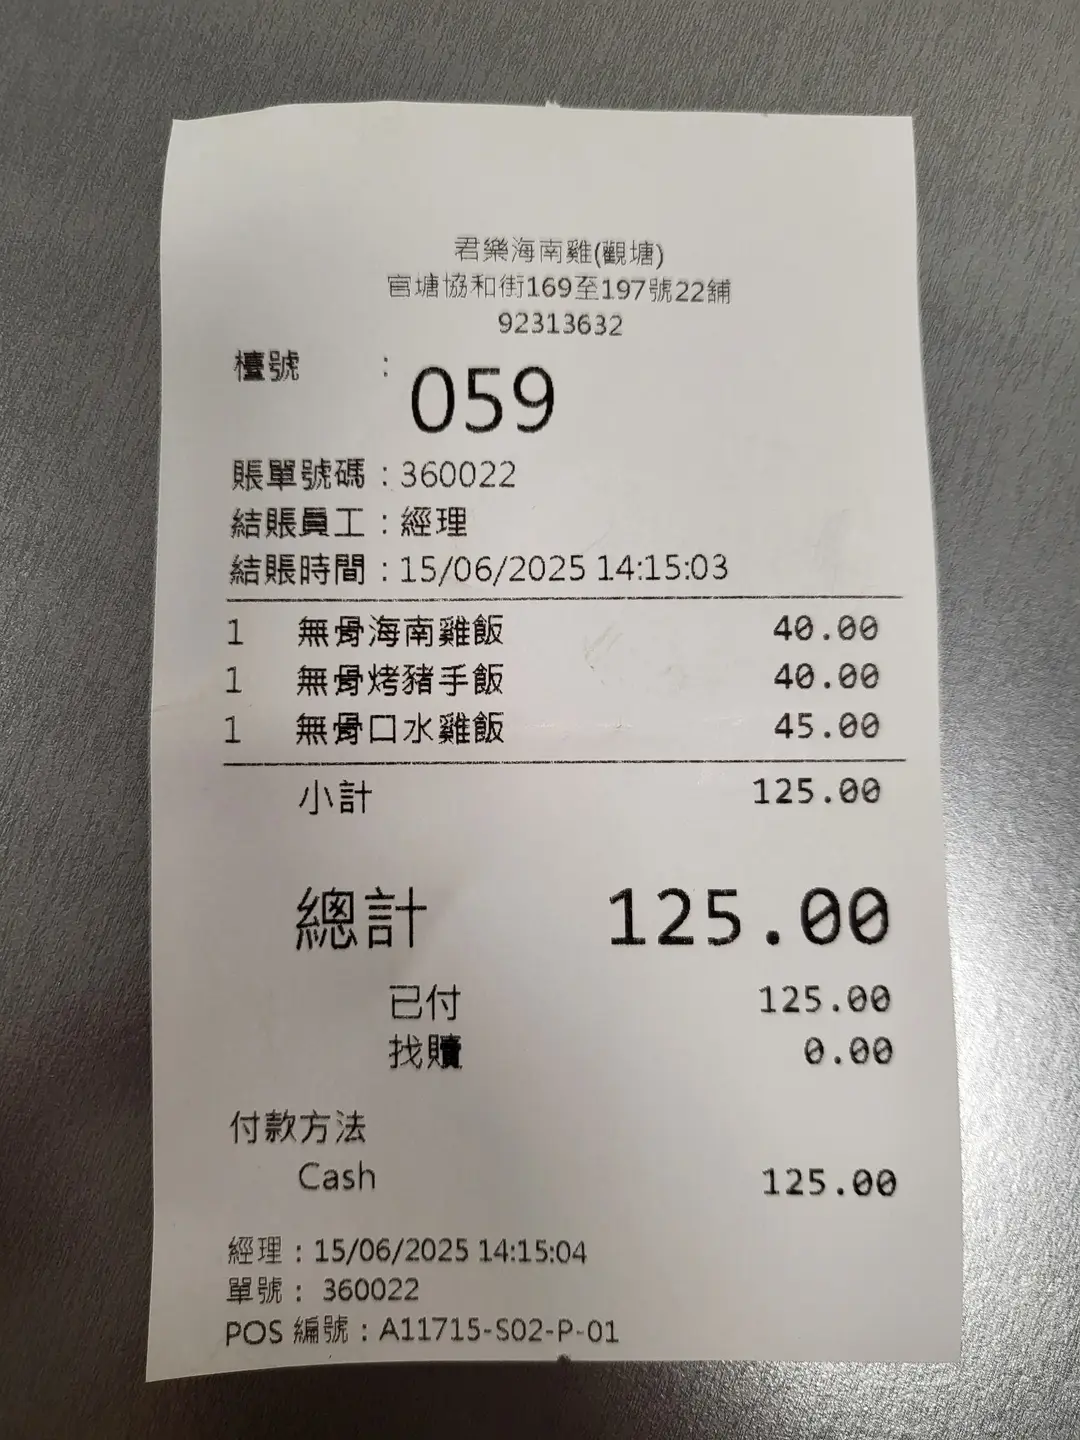 君樂海南雞(觀塘)
官塘協和街169至197號22舖
92313632
檯號 : 059
賬單號碼 : 360022
結賬員工 : 經理
結賬時間 : 15/06/2025 14:15:03
1 無骨海南雞飯 40.00
1 無骨烤豬手飯 40.00
1 無骨口水雞飯 45.00
小計 125.00
總計 125.00
已付 125.00
找贖 0.00
付款方法
Cash 125.00
經理 : 15/06/2025 14:15:04
單號 : 360022
POS 編號 : A11715-S02-P-01